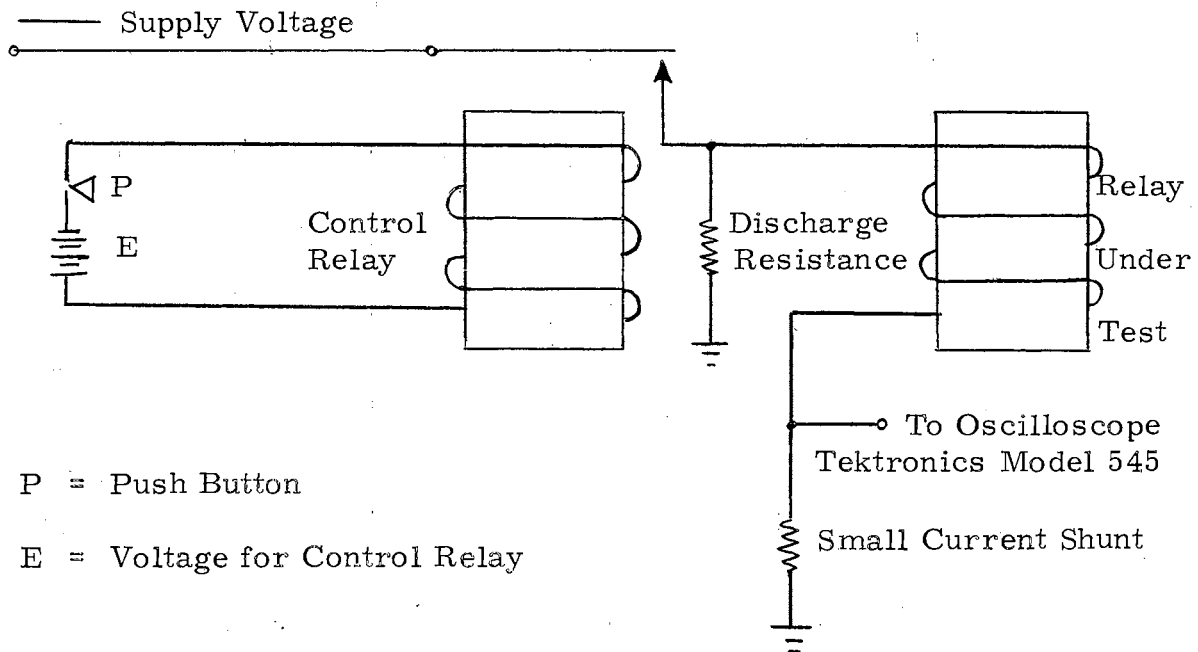 Supply Voltage
P
E
Control
Relay
Discharge
Resistance
Relay
Under
Test
To Oscilloscope
Tektronics Model 545
Small Current Shunt
P = Push Button
E = Voltage for Control Relay